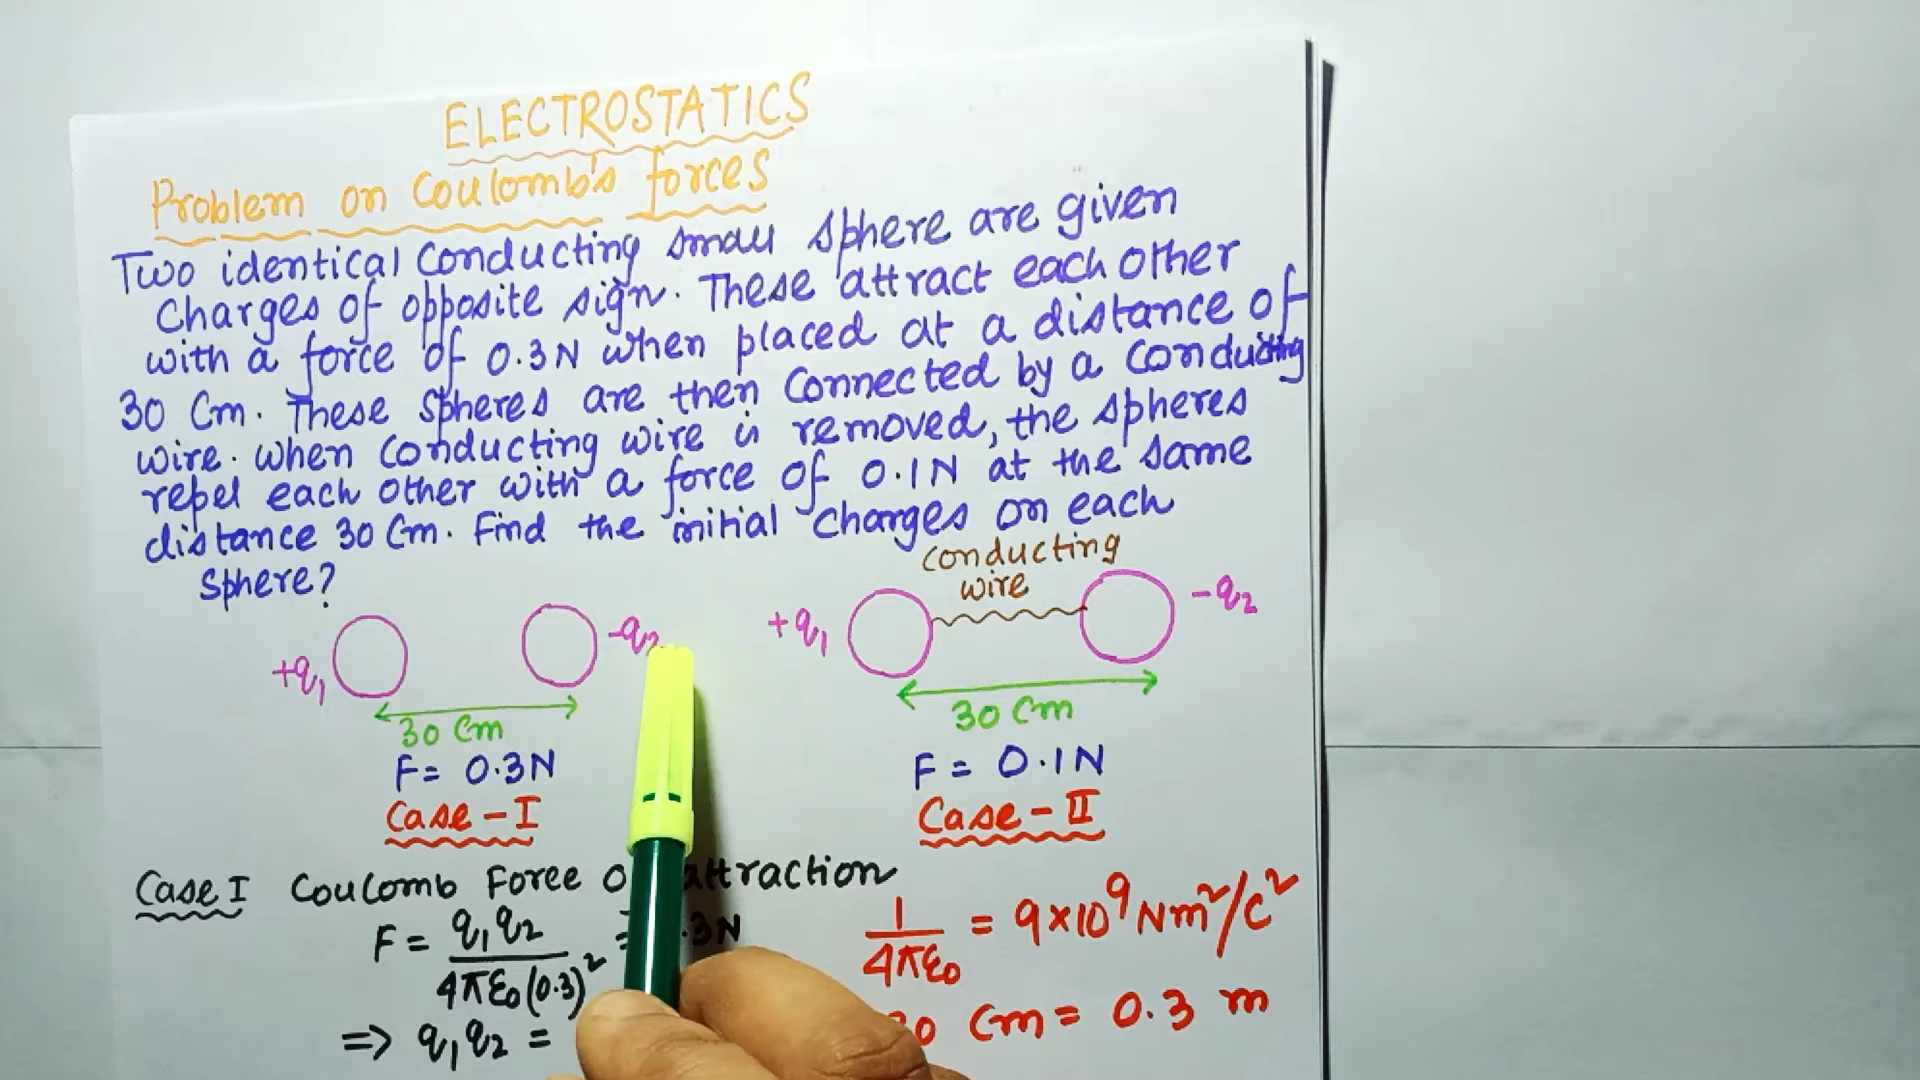 ELECTROSTATICS
Problem on Coulomb's forces
Two identical conducting small sphere are given
charges of opposite sign. These attract each other
with a force of 0.3N when placed at a distance of
30 Cm. These spheres are then connected by a conducting
wire. when conducting wire is removed, the spheres
repel each other with a force of 0.1N at the same
distance 30 Cm. Find the initial charges on each
sphere?
conducting
wire
+q₁ -q₂ +q₁ -q₂
30 Cm 30 Cm
F = 0.3N F = 0.1N
Case-I Case-II
Case I Coulomb Force attraction
F = q₁q₂/4πε₀(0.3)² = .3N
1/4πε₀ = 9×10⁹ Nm²/C²
⇒ q₁q₂ =
0 Cm = 0.3 m